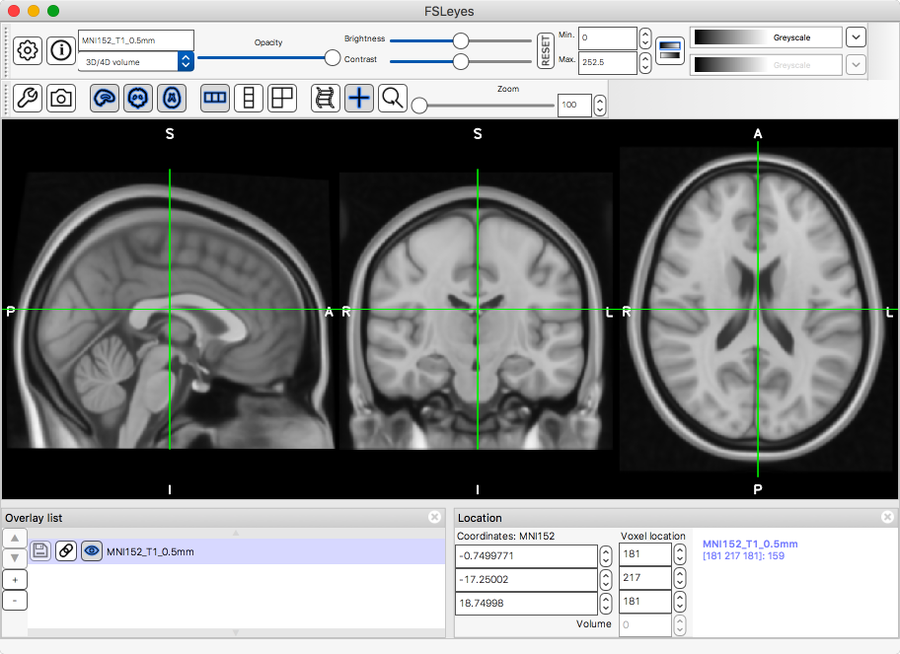 FSLeyes
MNI152_T1_0.5mm
3D/4D volume
Opacity
Brightness
Contrast
RESET
Min. 0
Max. 252.5
Greyscale
Greyscale
Zoom
100
S S A
P A R L R L
I I P
Overlay list
MNI152_T1_0.5mm
Location
Coordinates: MNI152 Voxel location
-0.7499771 181
-17.25002 217
18.74998 181
Volume 0
MNI152_T1_0.5mm
[181 217 181]: 159